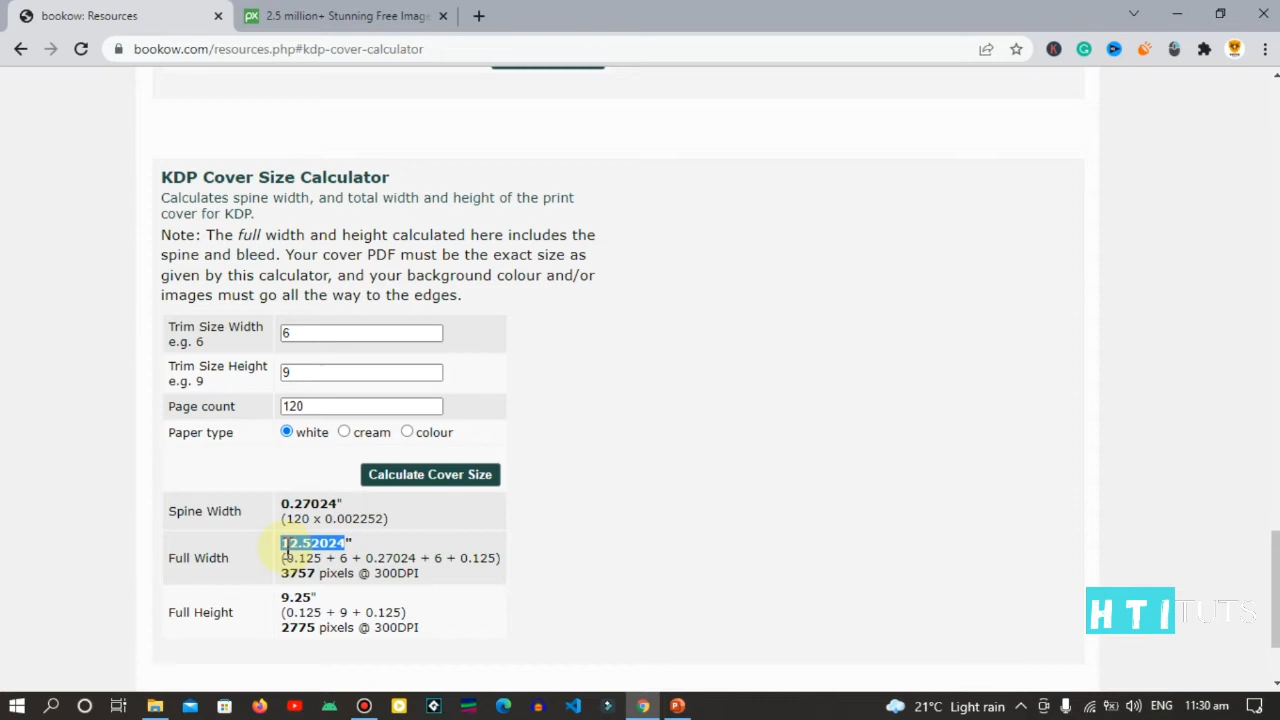 bookow: Resources
2.5 million+ Stunning Free Image
bookow.com/resources.php#kdp-cover-calculator
KDP Cover Size Calculator
Calculates spine width, and total width and height of the print
cover for KDP.
Note: The full width and height calculated here includes the
spine and bleed. Your cover PDF must be the exact size as
given by this calculator, and your background colour and/or
images must go all the way to the edges.
Trim Size Width
e.g. 6
6
Trim Size Height
e.g. 9
9
Page count
120
Paper type
white cream colour
Calculate Cover Size
Spine Width
0.27024"
(120 x 0.002252)
Full Width
12.52024"
(0.125 + 6 + 0.27024 + 6 + 0.125)
3757 pixels @ 300DPI
Full Height
9.25"
(0.125 + 9 + 0.125)
2775 pixels @ 300DPI
HTI TUTS
21°C Light rain
ENG
11:30 am